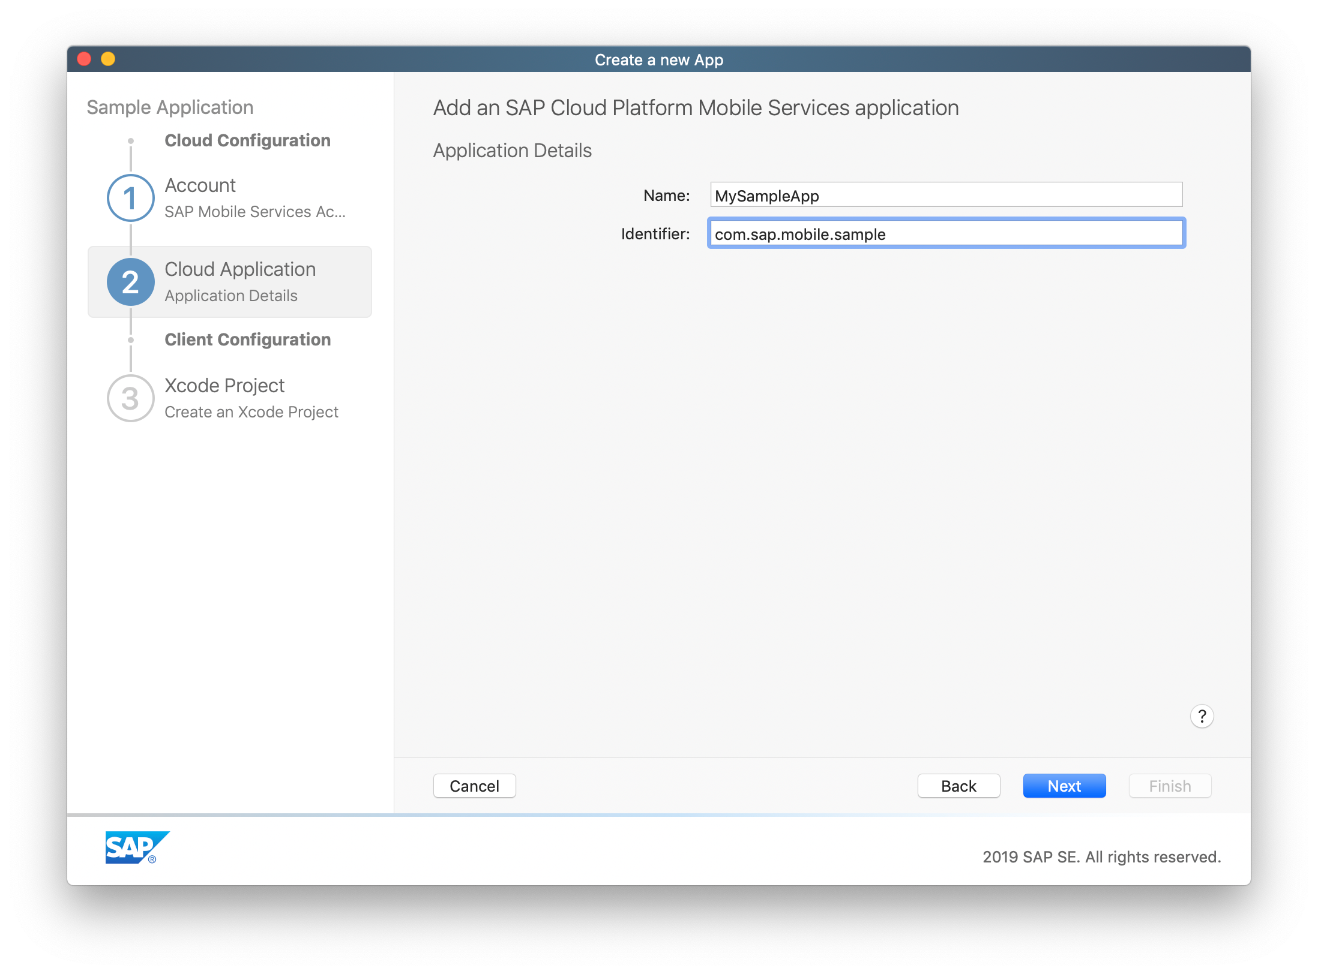 Create a new App
Sample Application
Cloud Configuration
1
Account
SAP Mobile Services Ac...
2
Cloud Application
Application Details
Client Configuration
3
Xcode Project
Create an Xcode Project
Add an SAP Cloud Platform Mobile Services application
Application Details
Name: MySampleApp
Identifier: com.sap.mobile.sample
?
Cancel Back Next Finish
SAP®
2019 SAP SE. All rights reserved.